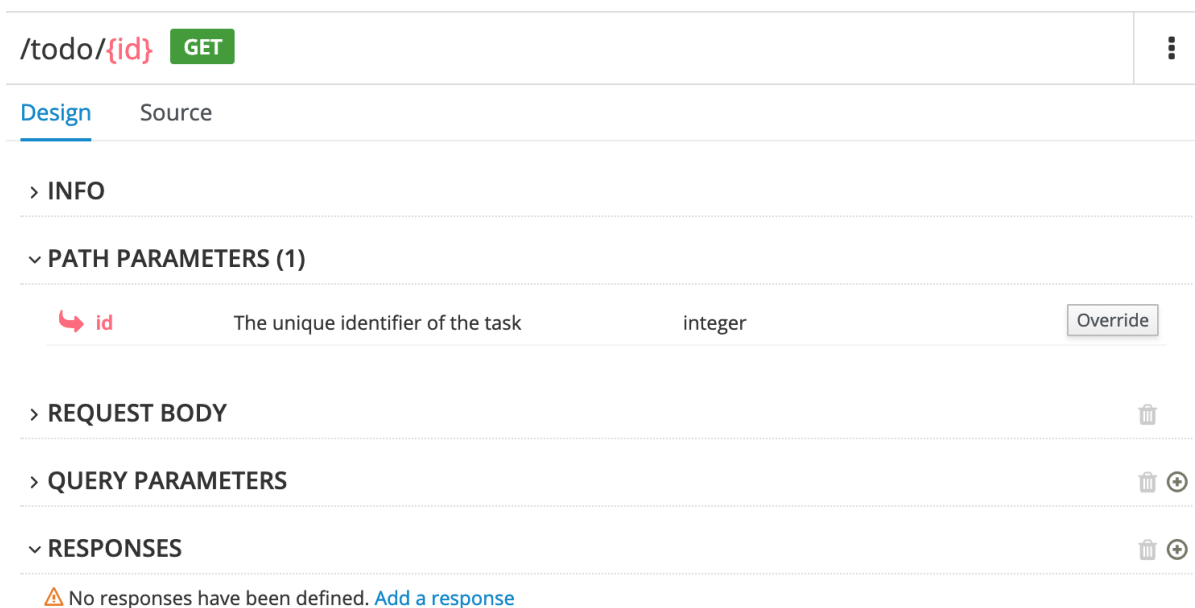 /todo/{id} GET
Design Source
INFO
PATH PARAMETERS (1)
id The unique identifier of the task integer Override
REQUEST BODY
QUERY PARAMETERS
RESPONSES
No responses have been defined. Add a response